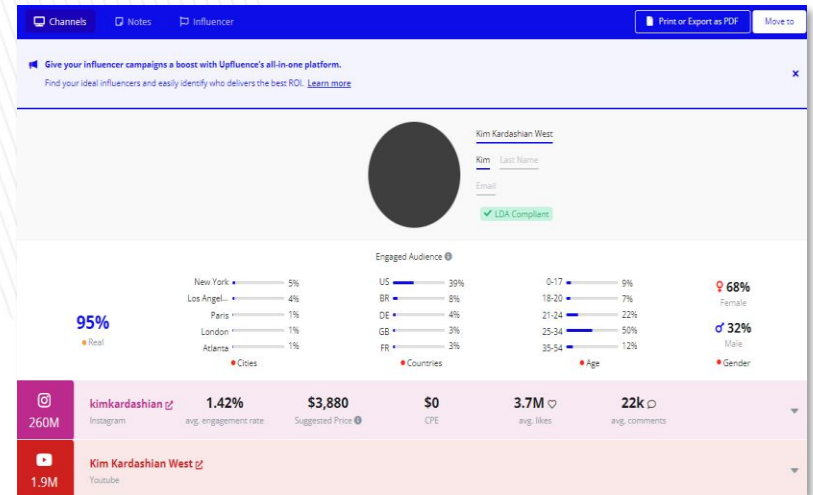 Channels Notes Influencer Print or Export as PDF Move to
Give your influencer campaigns a boost with Upfluence's all-in-one platform.
Find your ideal influencers and easily identify who delivers the best ROI. Learn more
x
Kim Kardashian West
Kim Last Name
Email
LDA Compliant
Engaged Audience
95%
Real
New York 5%
Los Angel... 4%
Paris 1%
London 1%
Atlanta 1%
Cities
US 39%
BR 8%
DE 4%
GB 3%
FR 3%
Countries
0-17 9%
18-20 7%
21-24 22%
25-34 50%
35-54 12%
Age
68%
Female
32%
Male
Gender
260M
kimkardashian 1.42% $3,880 $0 3.7M 22k
Instagram avg. engagement rate Suggested Price CPE avg. likes avg. comments
1.9M
Kim Kardashian West
Youtube